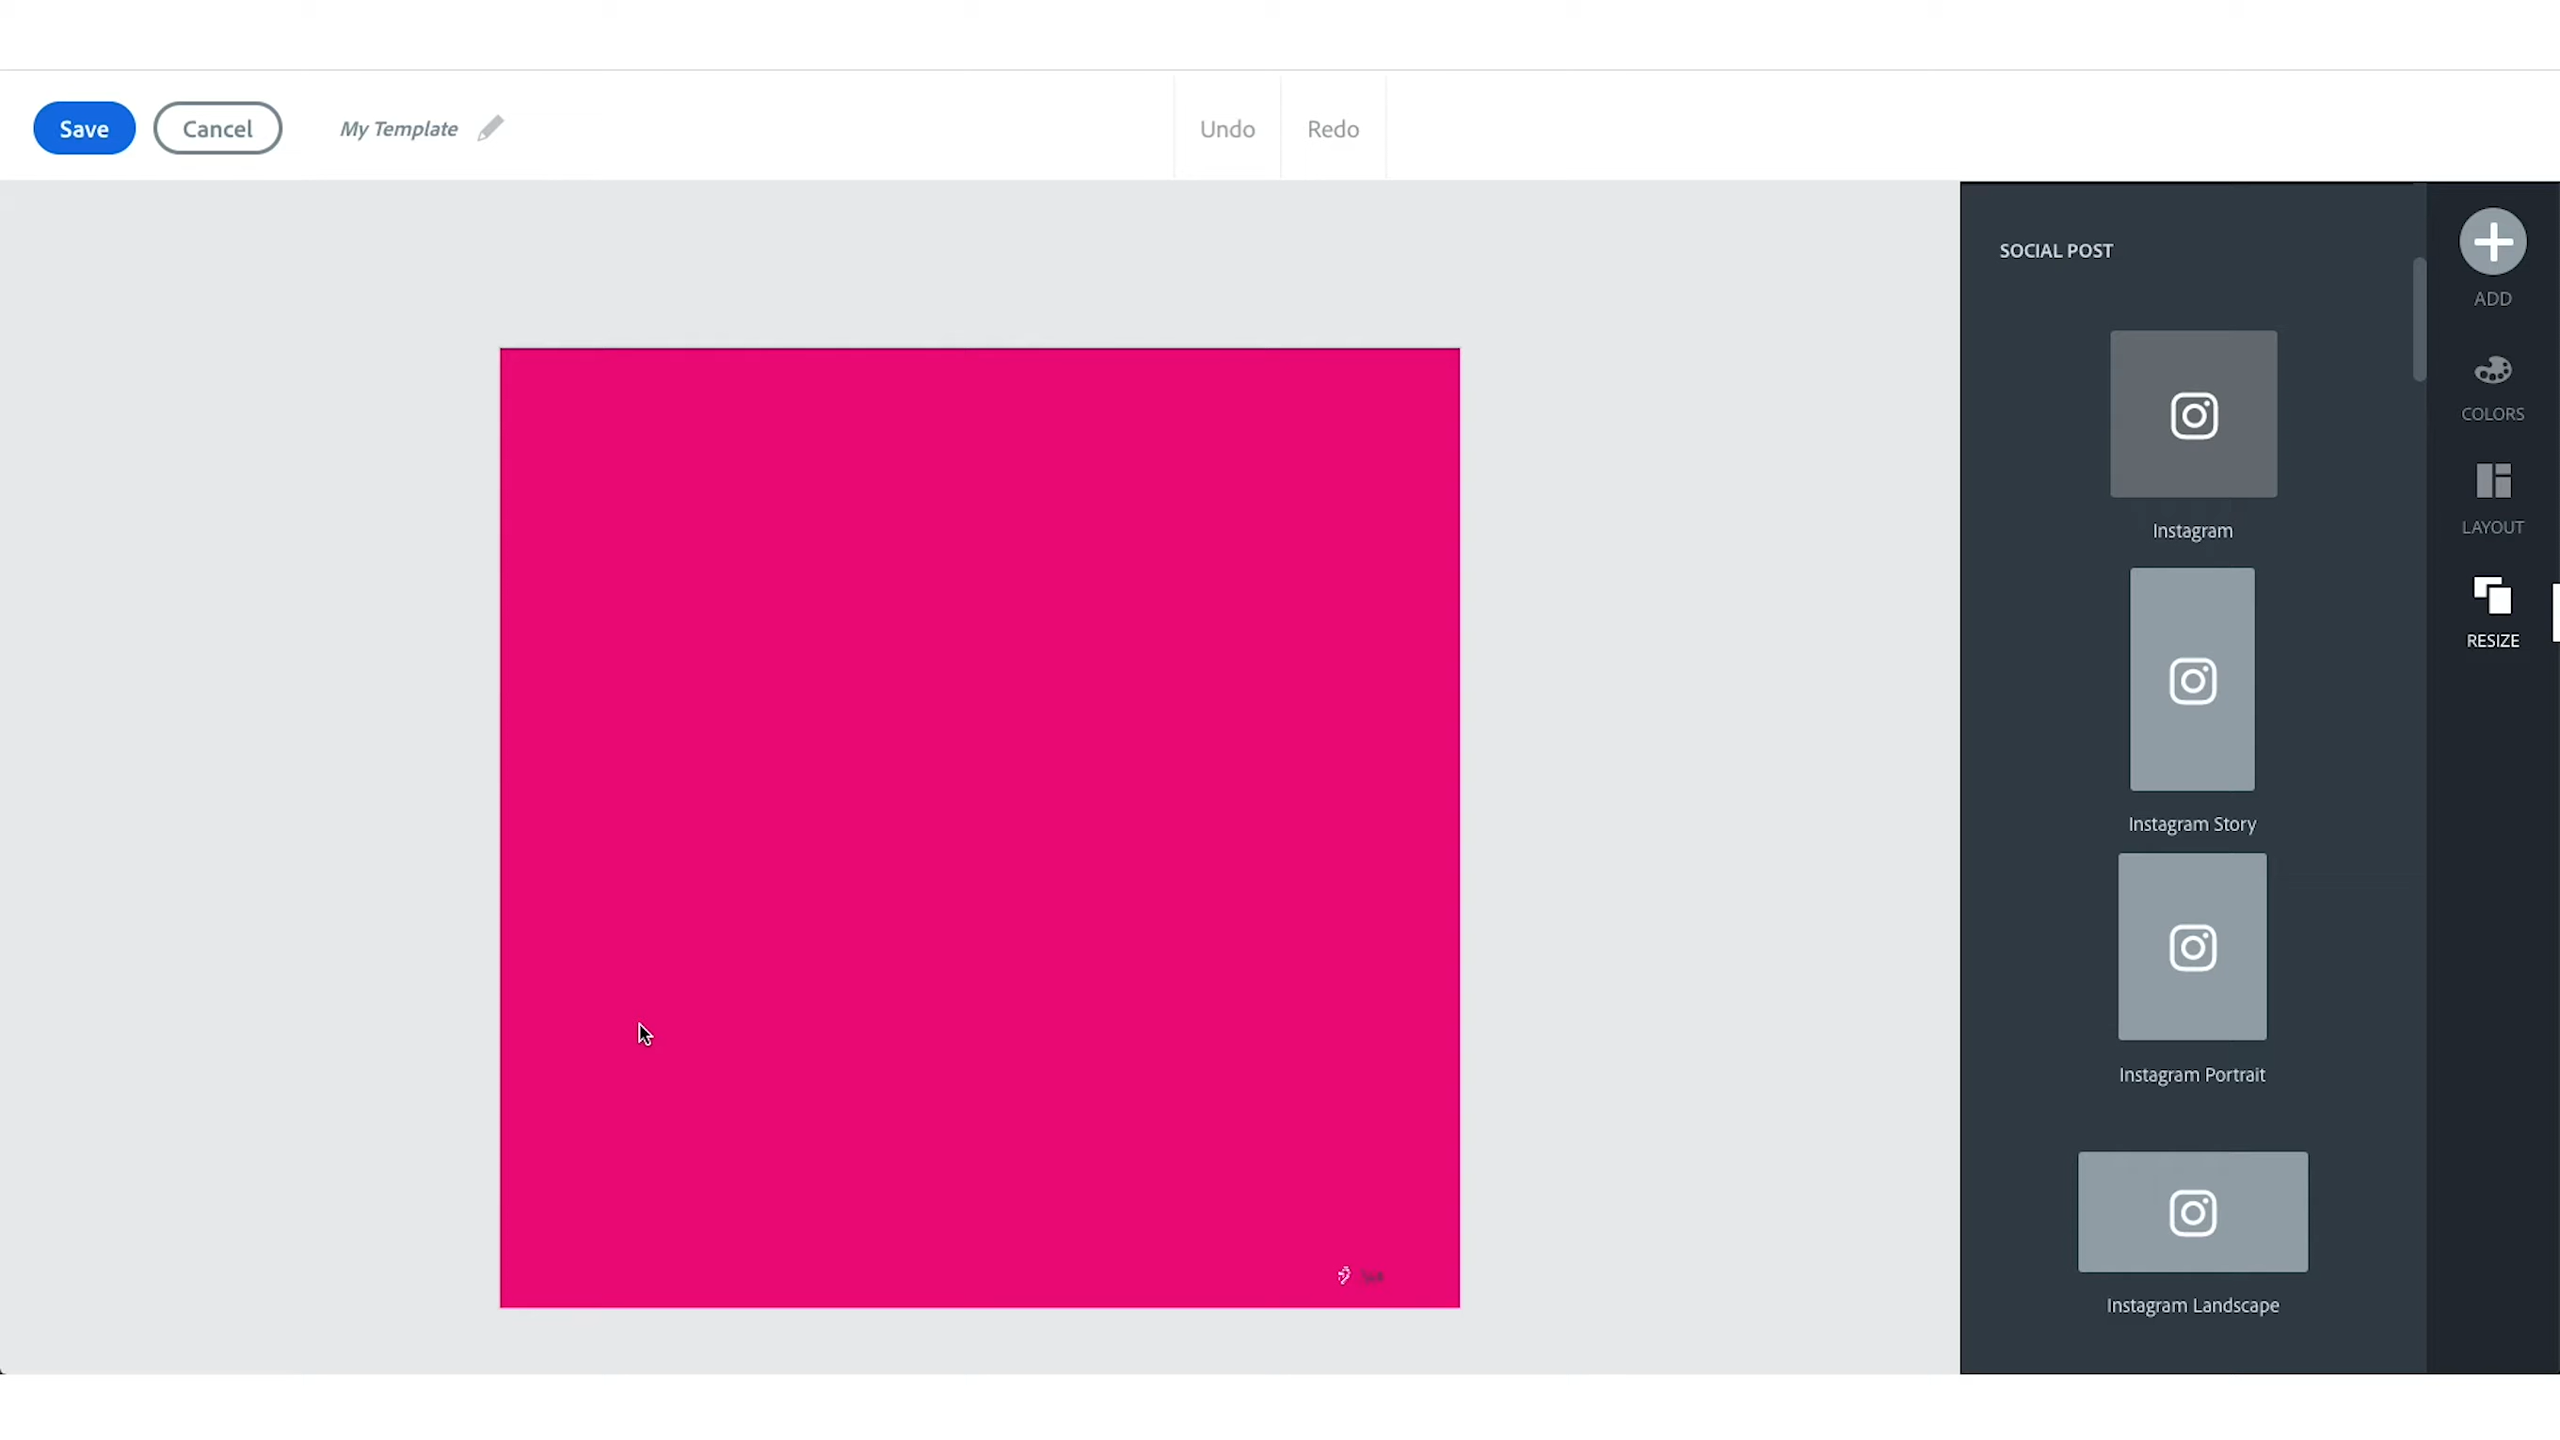 Save
Cancel
My Template
Undo
Redo
SOCIAL POST
Instagram
Instagram Story
Instagram Portrait
Instagram Landscape
ADD
COLORS
LAYOUT
RESIZE